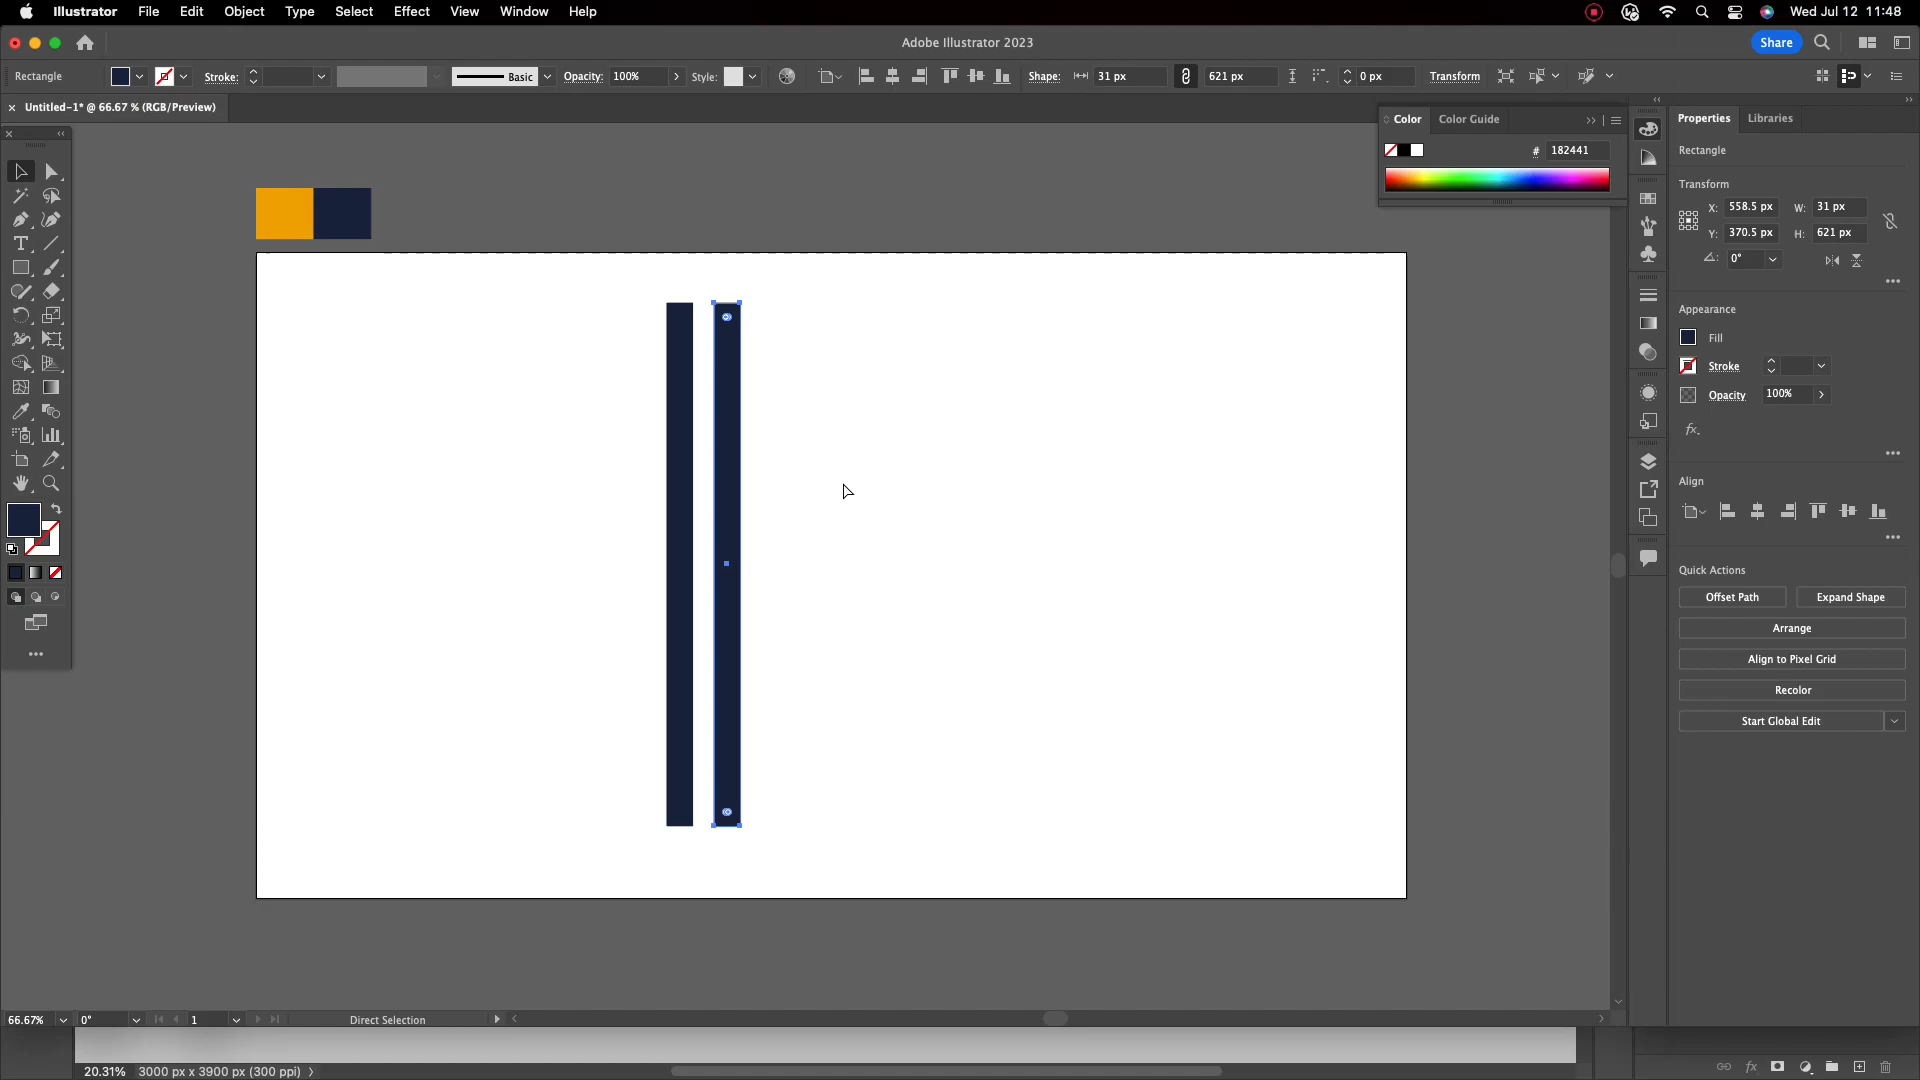 Illustrator File Edit Object Type Select Effect View Window Help Wed Jul 12 11:48
Adobe Illustrator 2023 Share
Rectangle Stroke: Basic Opacity: 100% Style: Shape: 31 px 621 px 0 px Transform
× Untitled-1* @ 66.67 % (RGB/Preview)
Color Color Guide
# 182441
Properties Libraries
Rectangle
Transform
X: 558.5 px W: 31 px
Y: 370.5 px H: 621 px
0°
Appearance
Fill
Stroke
Opacity 100%
fx.
Align
Quick Actions
Offset Path Expand Shape
Arrange
Align to Pixel Grid
Recolor
Start Global Edit
66.67% 0° 1 Direct Selection
20.31% 3000 px x 3900 px (300 ppi)
fx